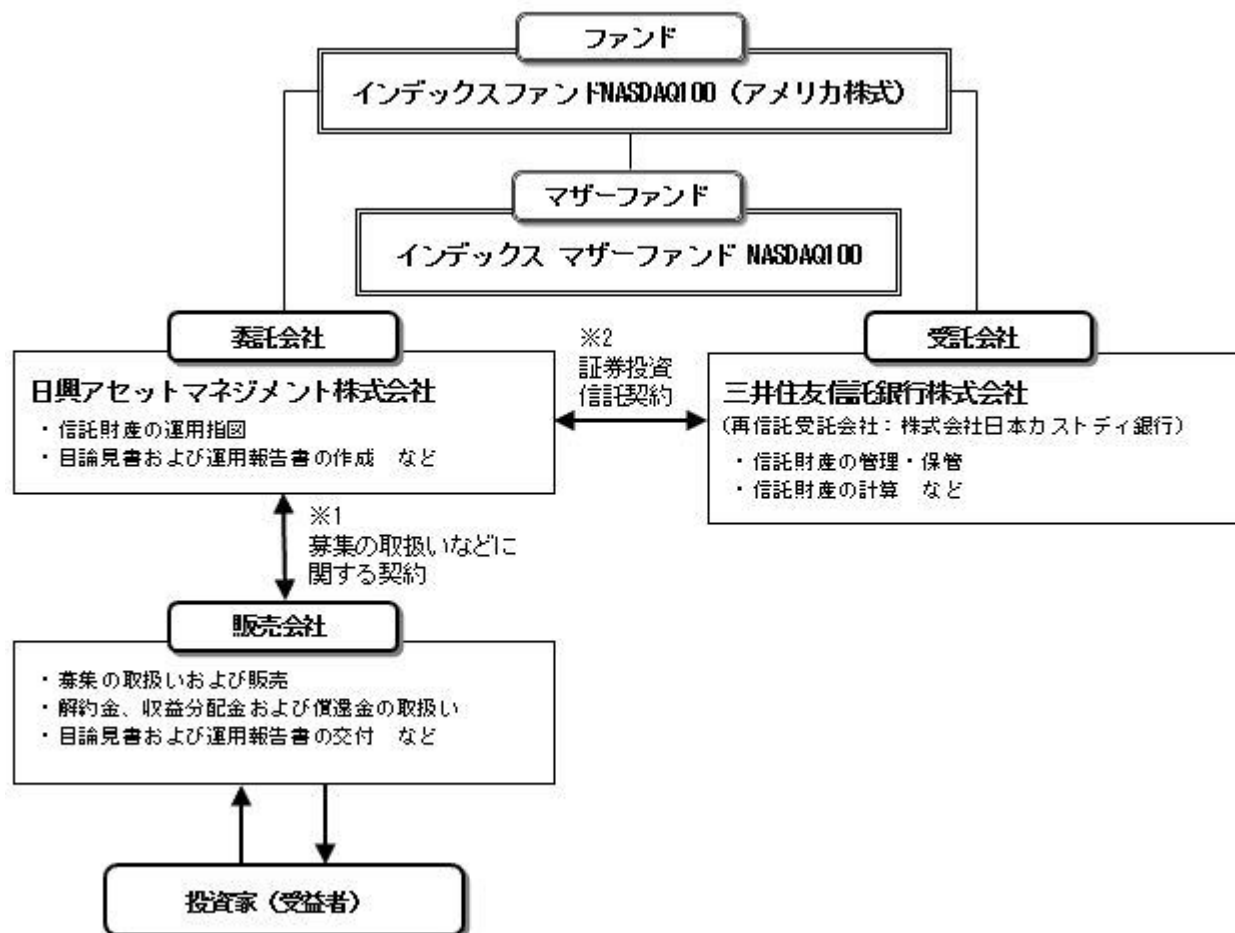 ファンド
インデックスファンドNASDAQ100（アメリカ株式）
マザーファンド
インデックス マザーファンド NASDAQ100
委託会社
日興アセットマネジメント株式会社
・信託財産の運用指図
・目論見書および運用報告書の作成　など
※2
証券投資
信託契約
受託会社
三井住友信託銀行株式会社
(再信託受託会社：株式会社日本カストディ銀行)
・信託財産の管理・保管
・信託財産の計算　など
※1
募集の取扱いなどに
関する契約
販売会社
・募集の取扱いおよび販売
・解約金、収益分配金および償還金の取扱い
・目論見書および運用報告書の交付　など
投資家（受益者）